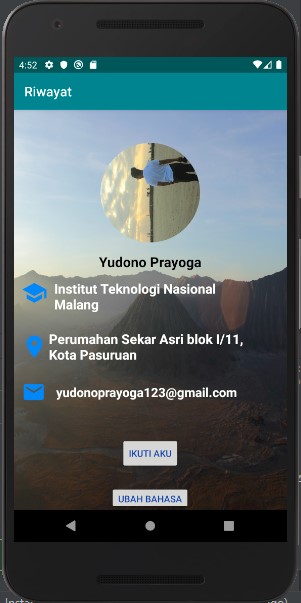 4:52
Riwayat
Yudono Prayoga
Institut Teknologi Nasional
Malang
Perumahan Sekar Asri blok I/11,
Kota Pasuruan
yudonoprayoga123@gmail.com
IKUTI AKU
UBAH BAHASA